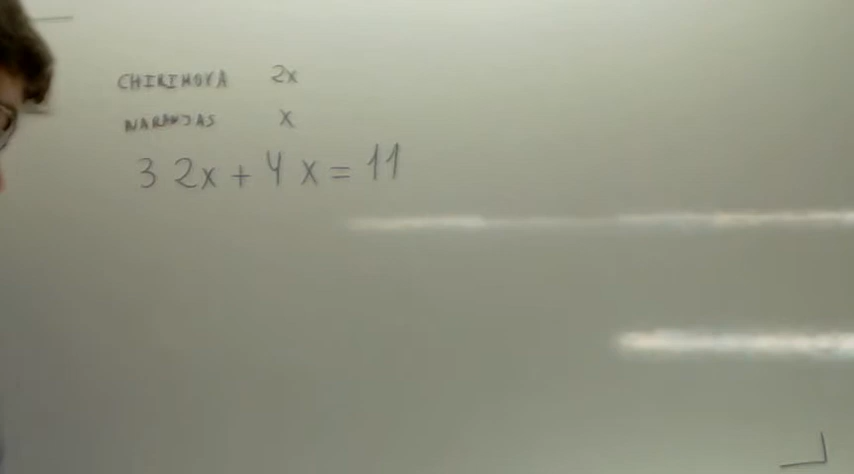 CHIRIMOYA 2x
NARANJAS x
3 2x + 4 x = 11